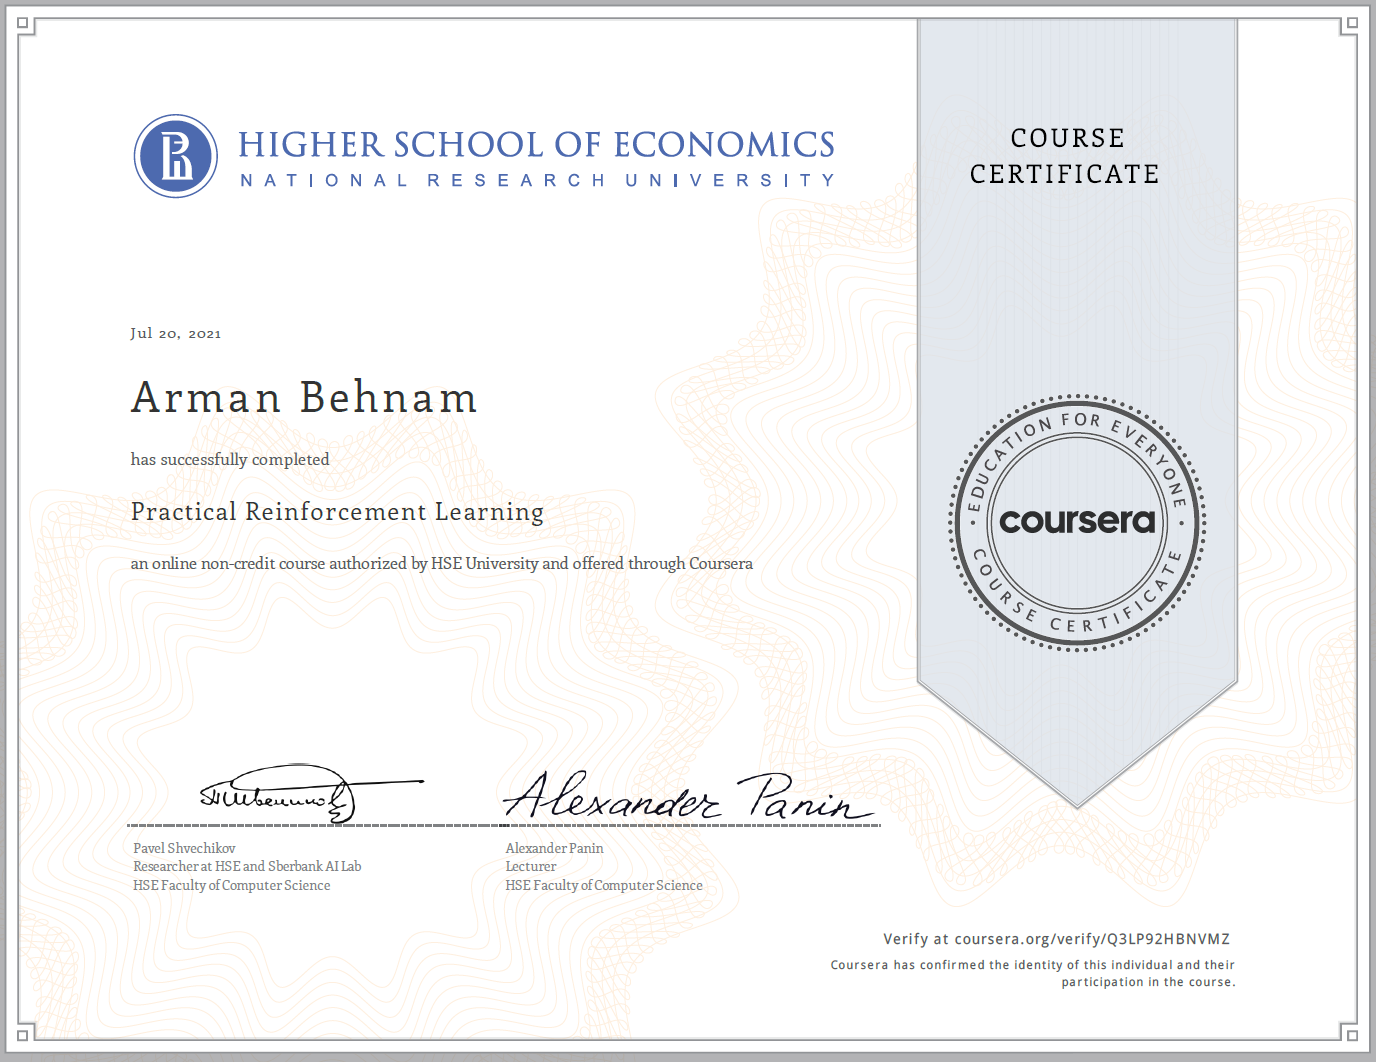 HIGHER SCHOOL OF ECONOMICS
NATIONAL RESEARCH UNIVERSITY
COURSE
CERTIFICATE
Jul 20, 2021
Arman Behnam
has successfully completed
Practical Reinforcement Learning
an online non-credit course authorized by HSE University and offered through Coursera
EDUCATION FOR EVERYONE
coursera
COURSE CERTIFICATE
Alexander Panin
Pavel Shvechikov
Researcher at HSE and Sberbank AI Lab
HSE Faculty of Computer Science
Alexander Panin
Lecturer
HSE Faculty of Computer Science
Verify at coursera.org/verify/Q3LP92HBNVMZ
Coursera has confirmed the identity of this individual and their
participation in the course.